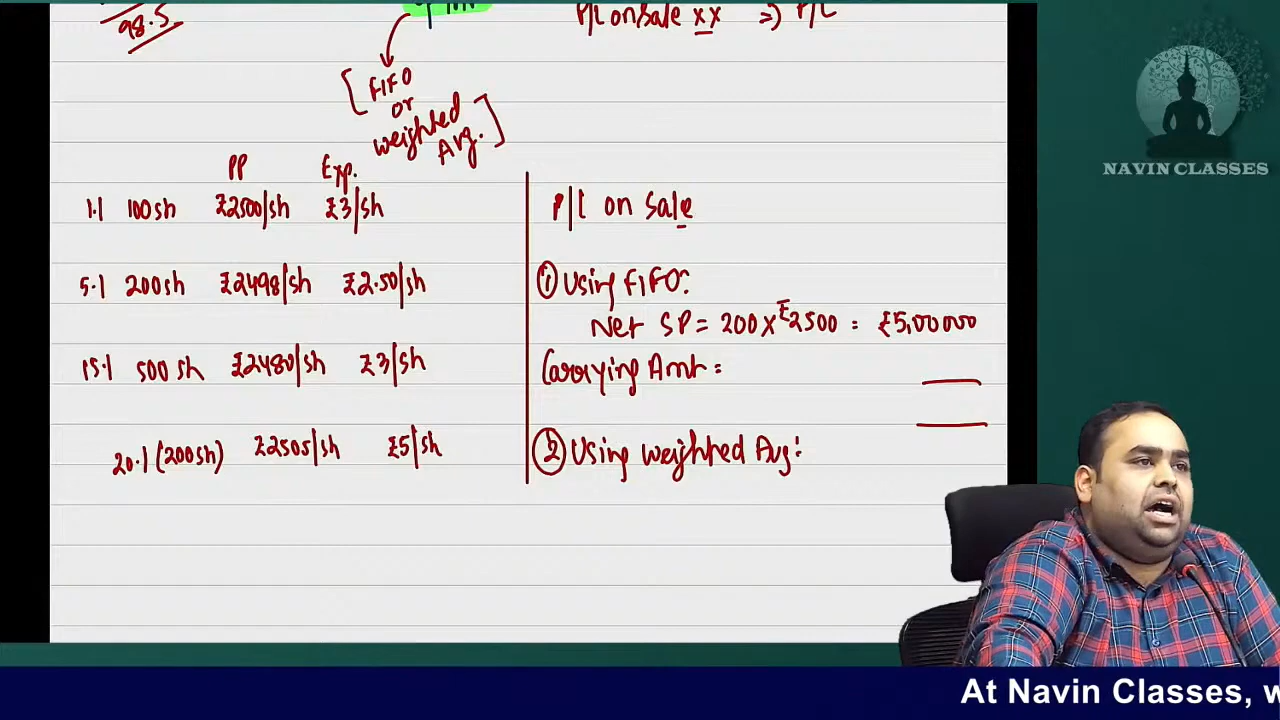 98.5
P/L on sale xx ⇒ P/L
[FIFO
or
weighted
Avg.]
PP Exp.
1.1 100sh ₹2500/sh ₹3/sh
5.1 200sh ₹2498/sh ₹2.50/sh
15.1 500 sh ₹2480/sh ₹3/sh
20.1 (200sh) ₹2505/sh ₹5/sh
P/L on Sale
① Using FIFO:
Net SP = 200 x ₹2500 = ₹5,00000
Carrying Amt =
② Using weighted Avg:
NAVIN CLASSES
At Navin Classes, w